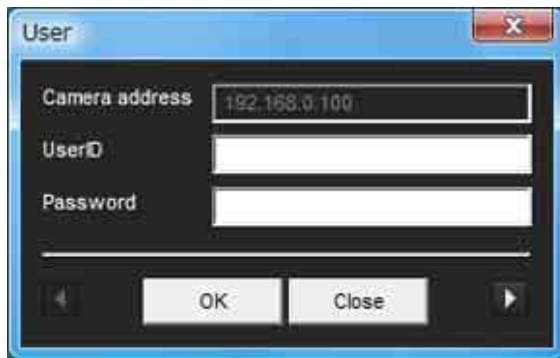 User
Camera address 192.168.0.100
UserID
Password
OK Close